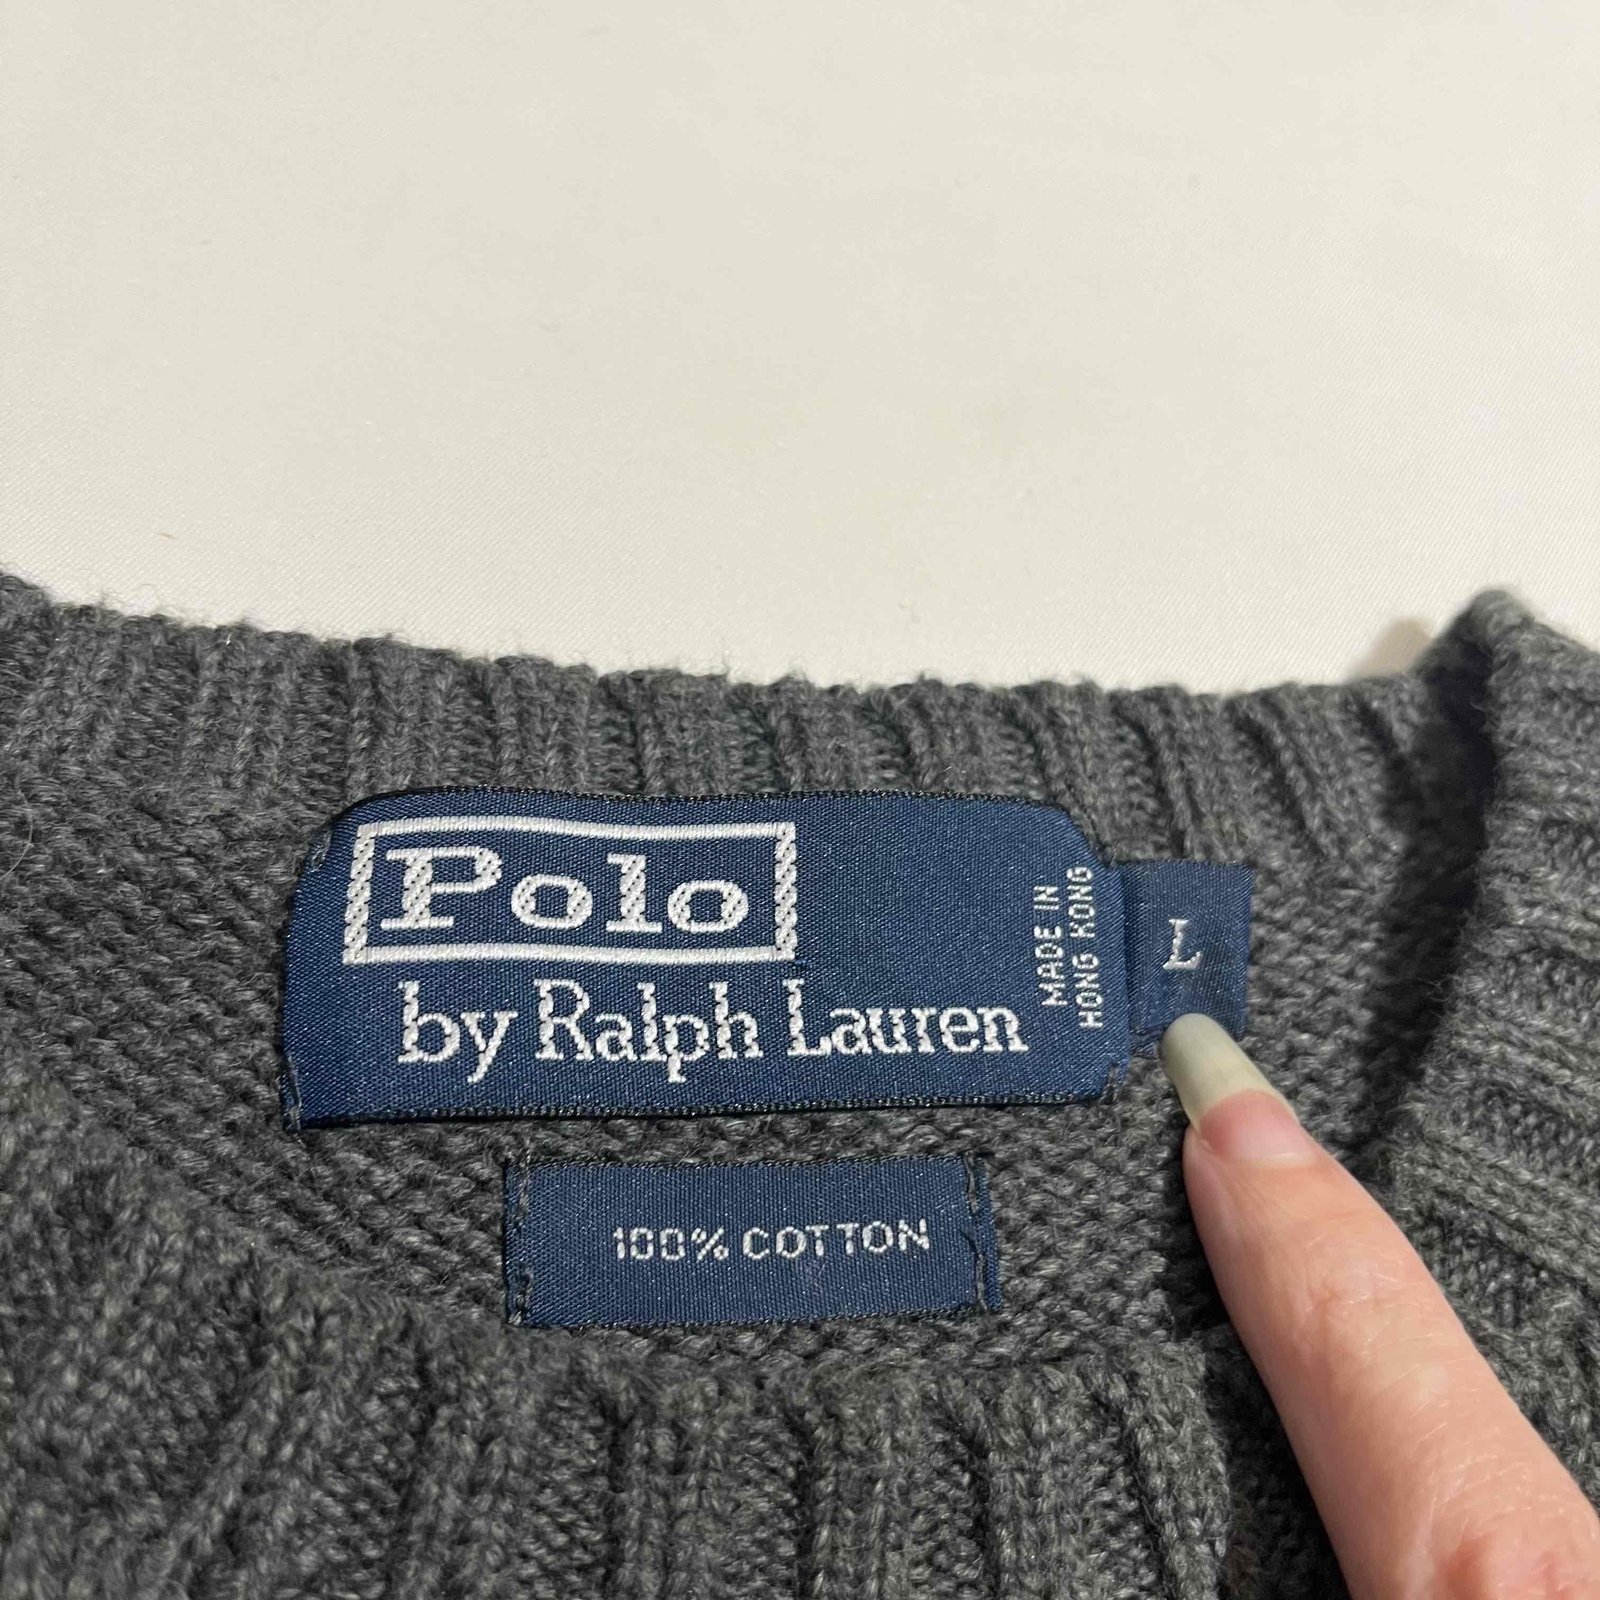 Polo
by Ralph Lauren
MADE IN
HONG KONG
L
100% COTTON